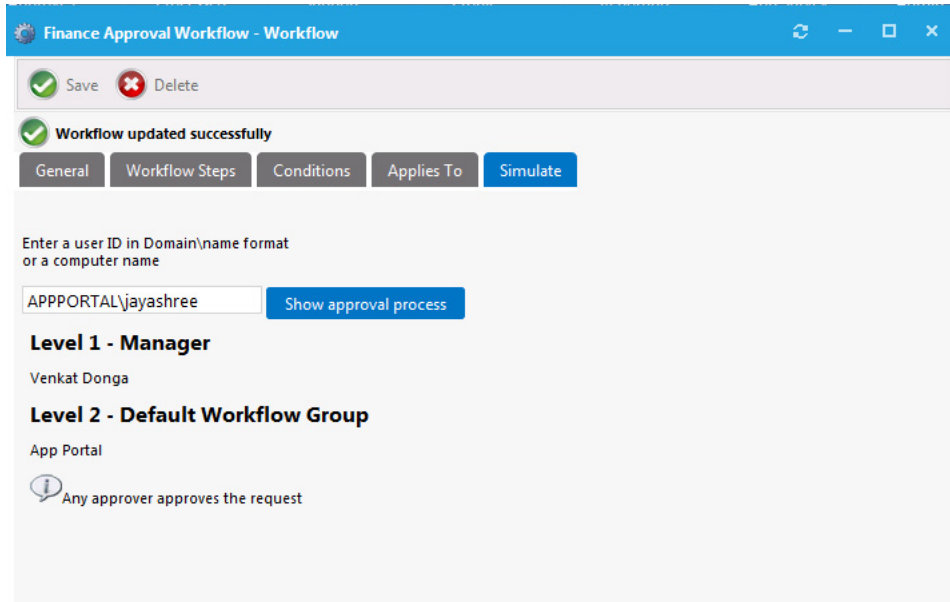 Finance Approval Workflow - Workflow
Save Delete
Workflow updated successfully
General Workflow Steps Conditions Applies To Simulate
Enter a user ID in Domain\name format
or a computer name
APPPORTAL\jayashree Show approval process
Level 1 - Manager
Venkat Donga
Level 2 - Default Workflow Group
App Portal
Any approver approves the request